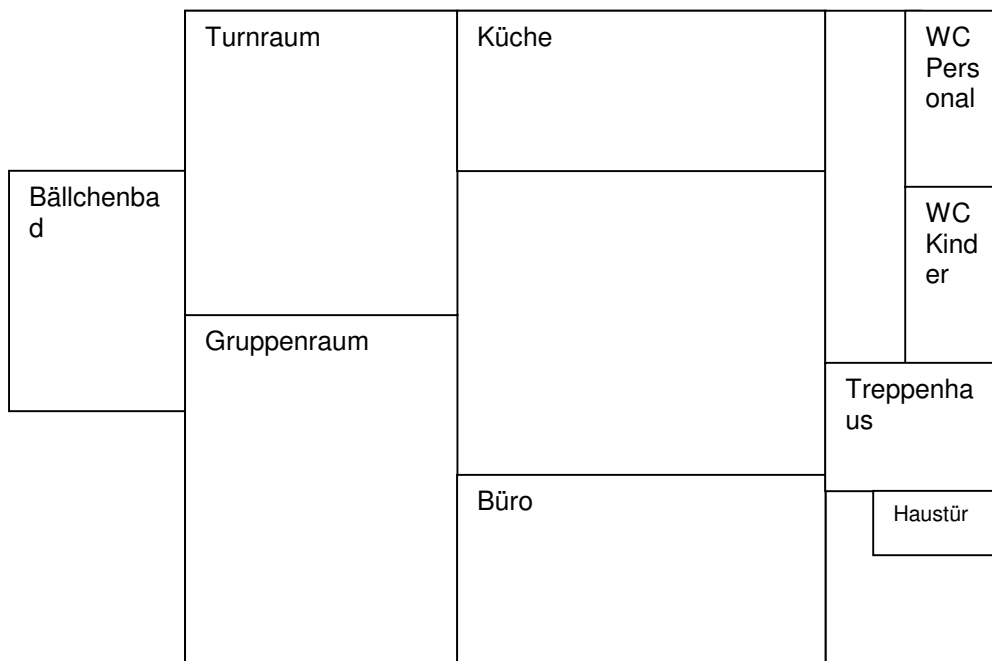 Turnraum
Küche
WC
Pers
onal
Bällchenba
d
WC
Kind
er
Gruppenraum
Treppenha
us
Büro
Haustür